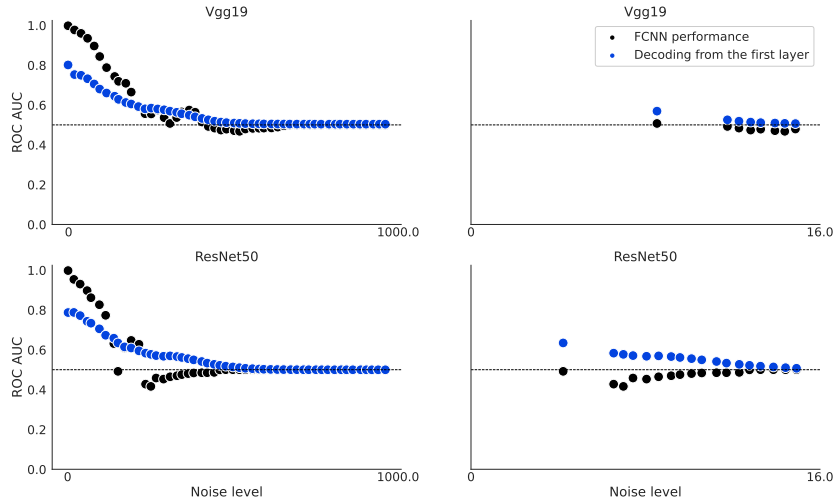 Vgg19
Vgg19
FCNN performance
Decoding from the first layer
ROC AUC
1.0
0.8
0.6
0.4
0.2
0.0
0
1000.0
0
16.0
ResNet50
ResNet50
ROC AUC
1.0
0.8
0.6
0.4
0.2
0.0
0
1000.0
0
16.0
Noise level
Noise level